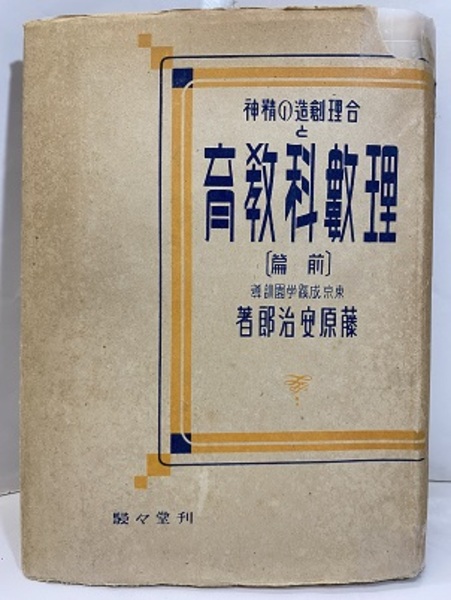 合理創造の精神
と
理數科教育
[前篇]
東京成蹊学園訓導
藤原安治郎著
駸々堂刊